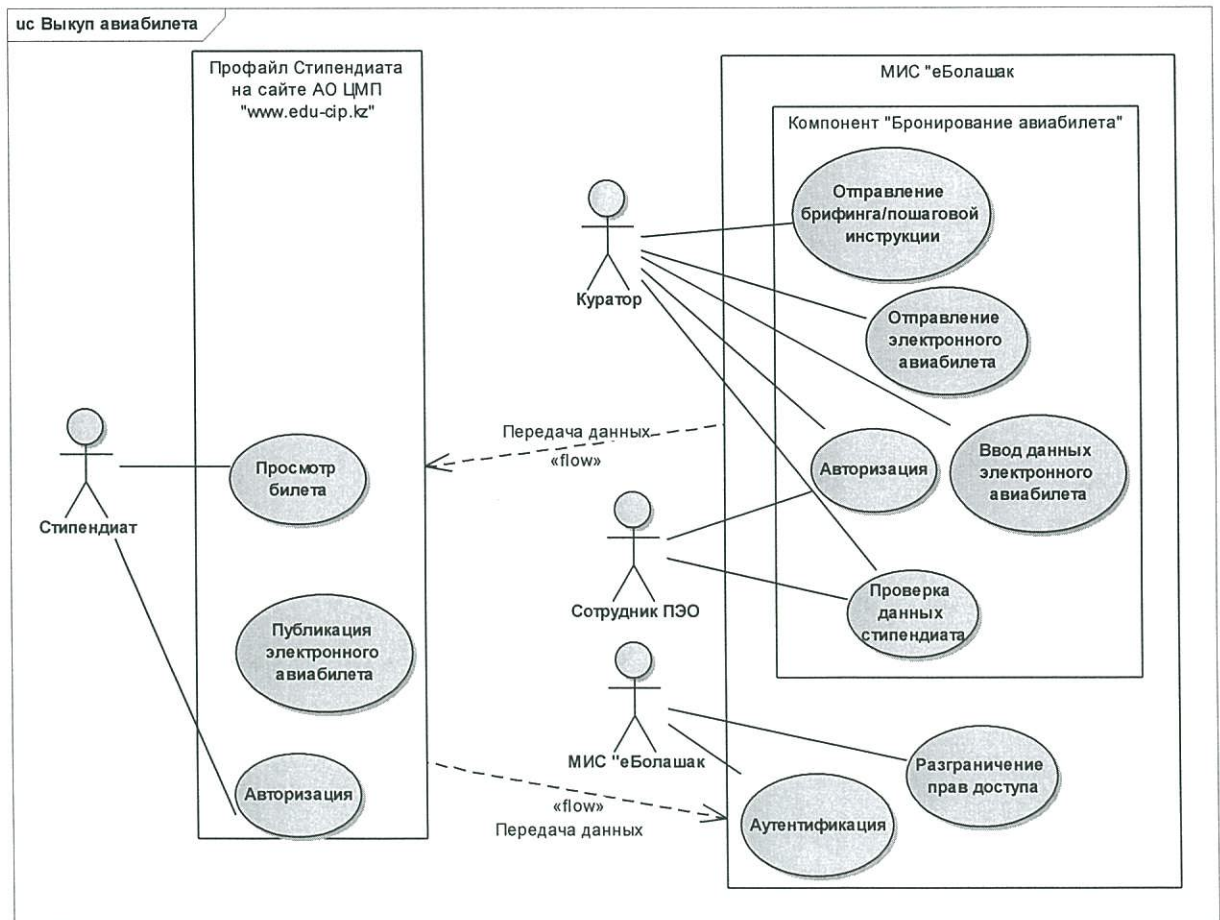 uc Выкуп авиабилета
Профайл Стипендиата
на сайте АО ЦМП
"www.edu-cip.kz"
МИС "еБолашак
Компонент "Бронирование авиабилета"
Отправление
брифинга/пошаговой
инструкции
Куратор
Отправление
электронного
авиабилета
Передача данных
«flow»
Просмотр
билета
Авторизация
Ввод данных
электронного
авиабилета
Стипендиат
Сотрудник ПЭО
Проверка
данных
стипендиата
Публикация
электронного
авиабилета
МИС "еБолашак
Разграничение
прав доступа
Авторизация
«flow»
Передача данных
Аутентификация